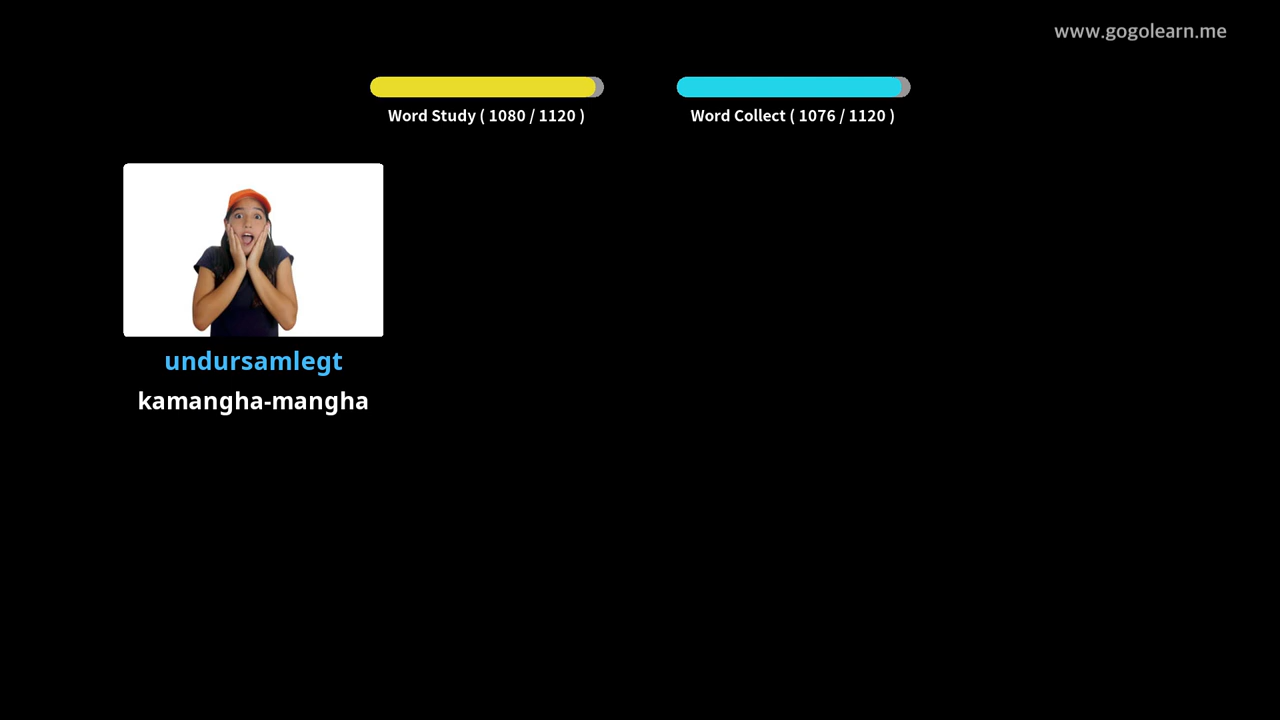 www.gogolearn.me
Word Study ( 1080 / 1120 )
Word Collect ( 1076 / 1120 )
undursamlegt
kamangha-mangha